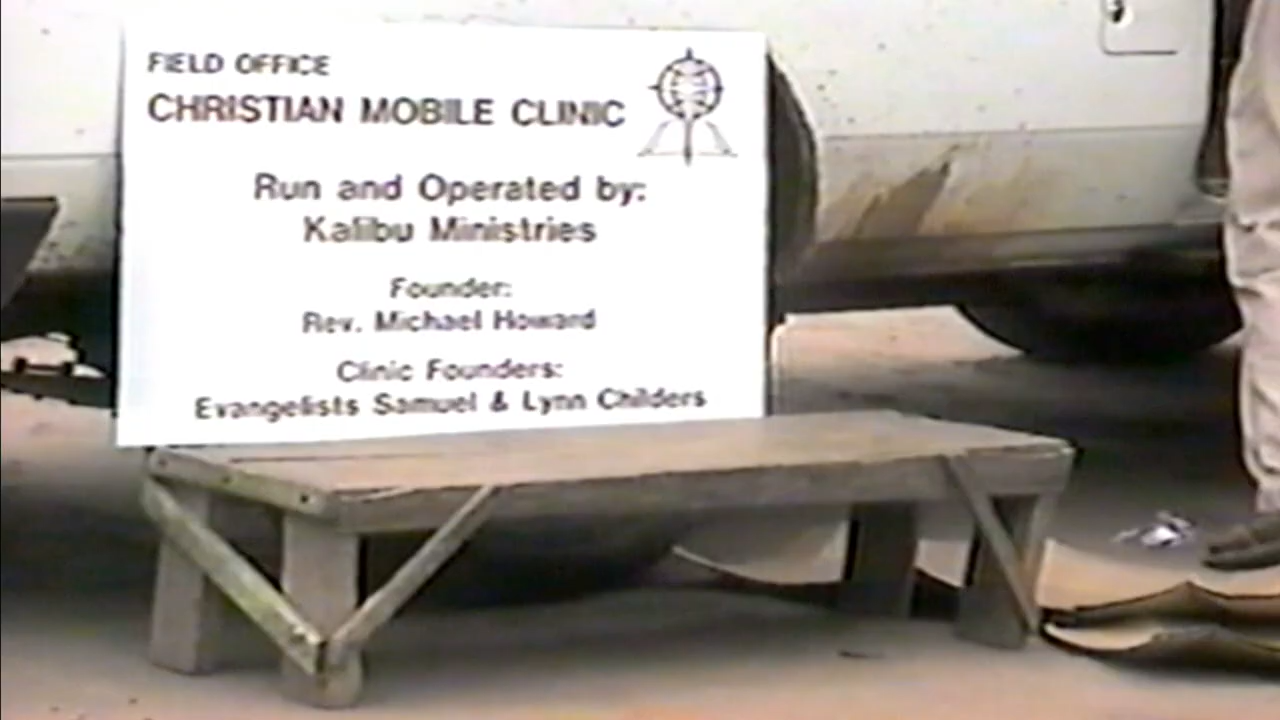 FIELD OFFICE
CHRISTIAN MOBILE CLINIC
Run and Operated by:
Kalibu Ministries
Founder:
Rev. Michael Howard
Clinic Founders:
Evangelists Samuel & Lynn Childers